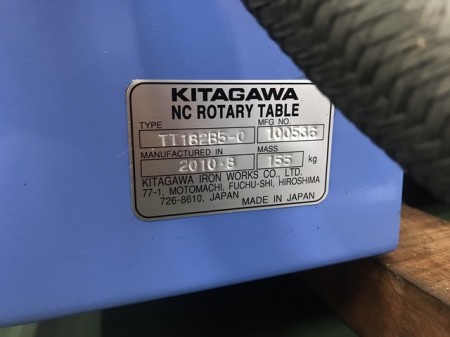 KITAGAWA
NC ROTARY TABLE
TYPE MFG NO.
TT182B5-C 100536
MANUFACTURED IN MASS
2010-8 155 kg
KITAGAWA IRON WORKS CO., LTD.
77-1, MOTOMACHI, FUCHU-SHI, HIROSHIMA
726-8610, JAPAN MADE IN JAPAN